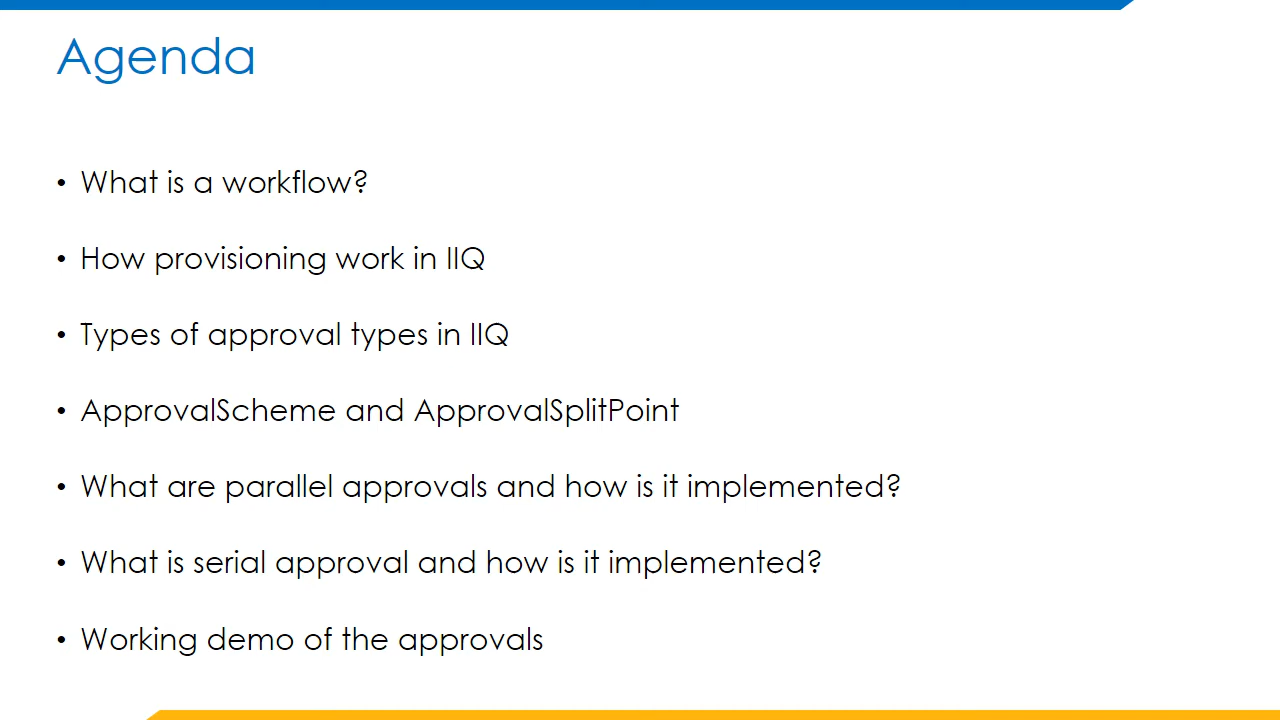 Agenda
• What is a workflow?
• How provisioning work in IIQ
• Types of approval types in IIQ
• ApprovalScheme and ApprovalSplitPoint
• What are parallel approvals and how is it implemented?
• What is serial approval and how is it implemented?
• Working demo of the approvals